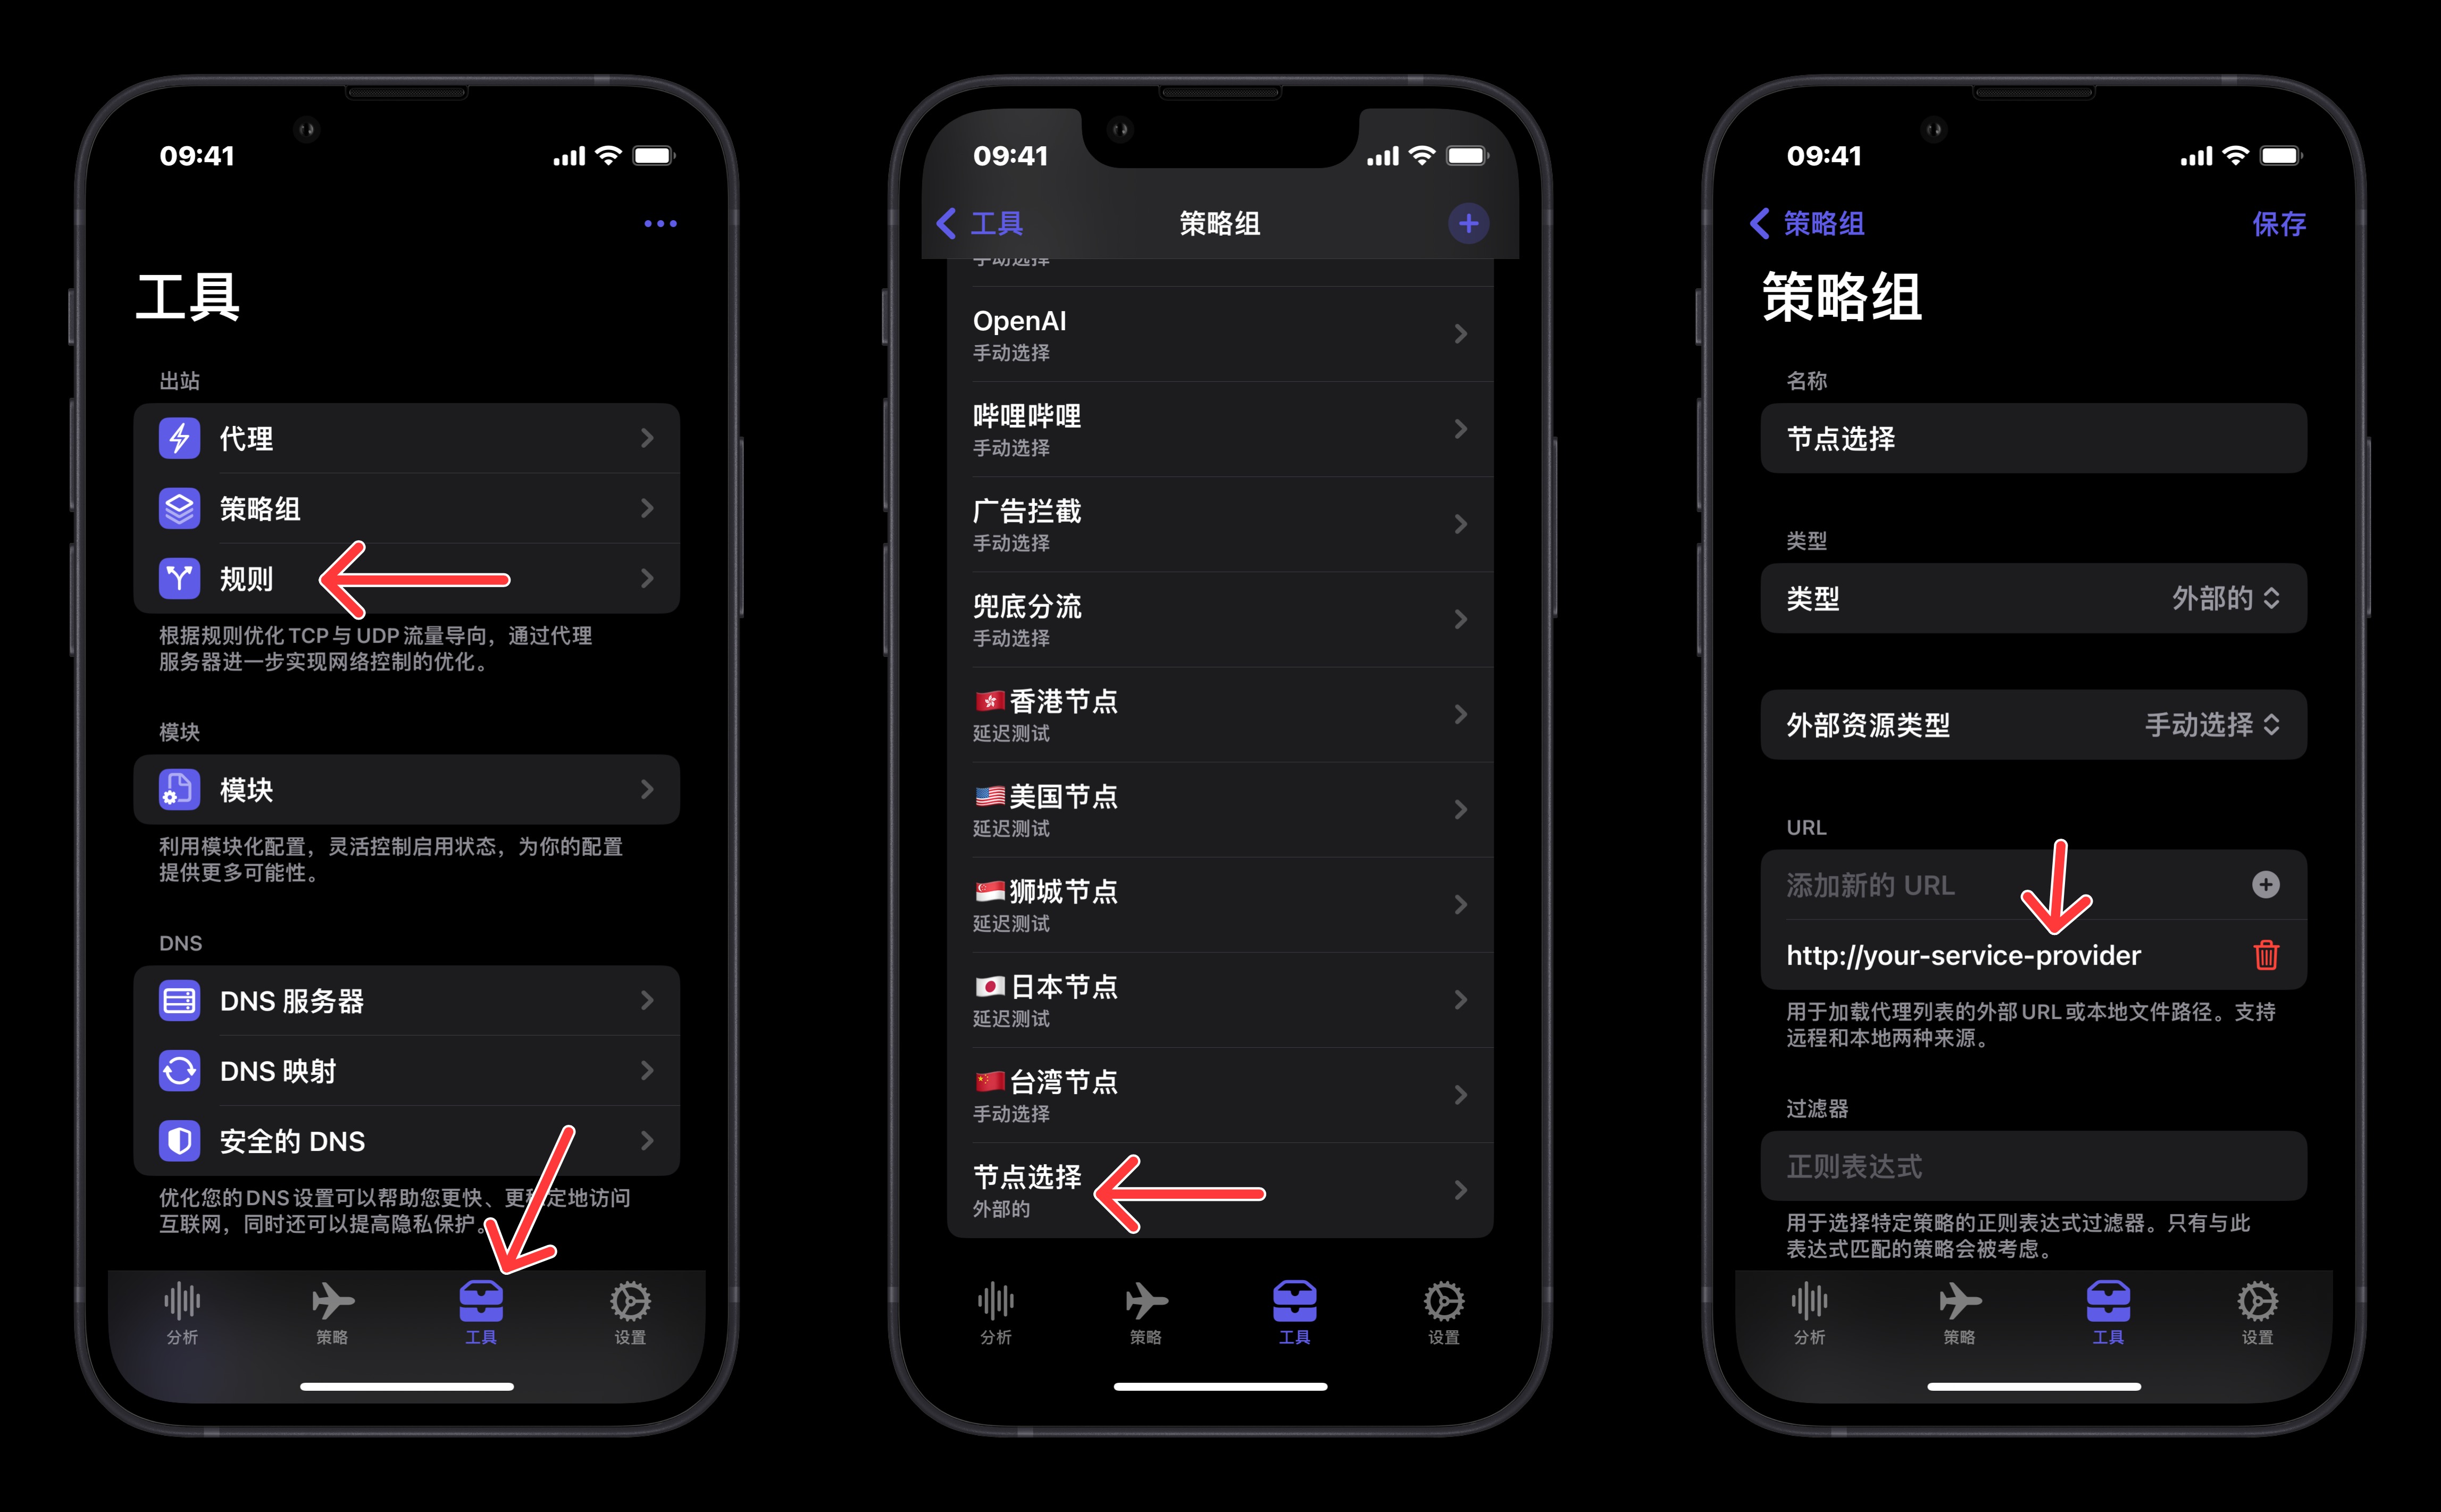 09:41
工具
出站
代理
策略组
规则
根据规则优化 TCP 与 UDP 流量导向，通过代理
服务器进一步实现网络控制的优化。
模块
模块
利用模块化配置，灵活控制启用状态，为你的配置
提供更多可能性。
DNS
DNS 服务器
DNS 映射
安全的 DNS
优化您的 DNS 设置可以帮助您更快、更稳定地访问
互联网，同时还可以提高隐私保护。
分析
策略
工具
设置
09:41
工具
策略组
手动选择
OpenAI
手动选择
哔哩哔哩
手动选择
广告拦截
手动选择
兜底分流
手动选择
🇭🇰香港节点
延迟测试
🇺🇸美国节点
延迟测试
🇸🇬狮城节点
延迟测试
🇯🇵日本节点
延迟测试
🇨🇳台湾节点
手动选择
节点选择
外部的
分析
策略
工具
设置
09:41
策略组
保存
策略组
名称
节点选择
类型
类型
外部的
外部资源类型
手动选择
URL
添加新的 URL
http://your-service-provider
用于加载代理列表的外部 URL 或本地文件路径。支持
远程和本地两种来源。
过滤器
正则表达式
用于选择特定策略的正则表达式过滤器。只有与此
表达式匹配的策略会被考虑。
分析
策略
工具
设置